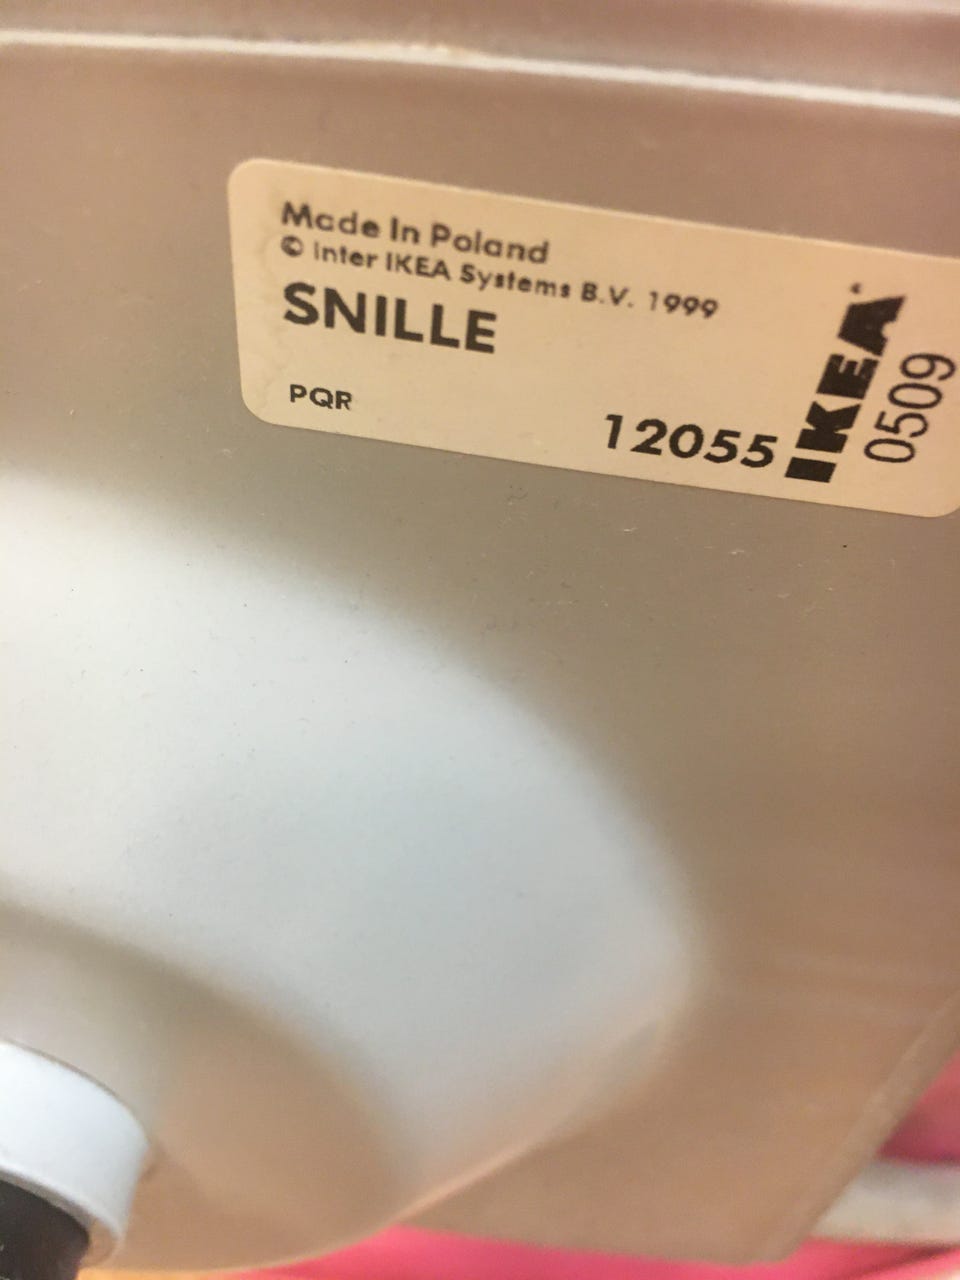 Made In Poland
© Inter IKEA Systems B.V. 1999
SNILLE
PQR
12055
IKEA
0509